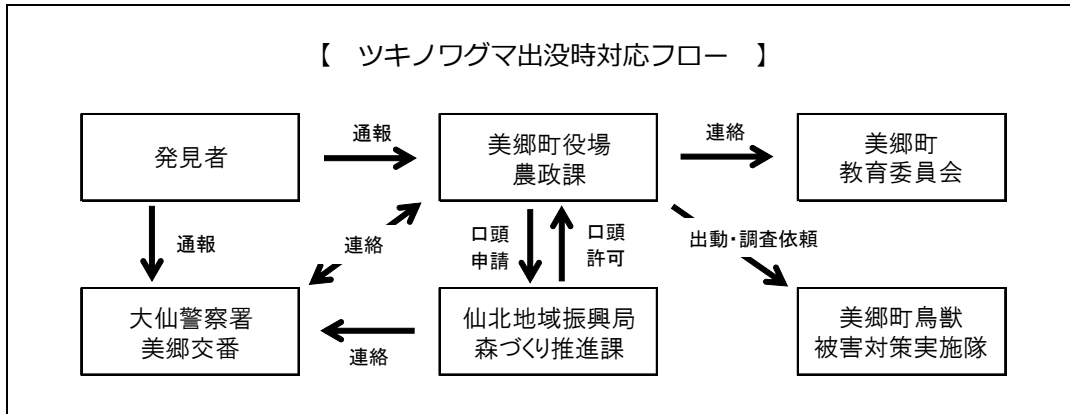 【　ツキノワグマ出没時対応フロー　】
発見者
通報
美郷町役場
農政課
連絡
美郷町
教育委員会
通報
連絡
口頭
申請
口頭
許可
出動・調査依頼
大仙警察署
美郷交番
連絡
仙北地域振興局
森づくり推進課
美郷町鳥獣
被害対策実施隊